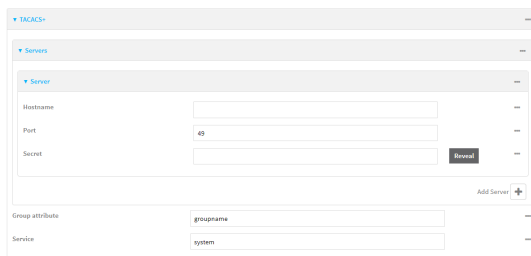 TACACS+
Servers
Server
Hostname
Port 49
Secret Reveal
Add Server
Group attribute groupname
Service system